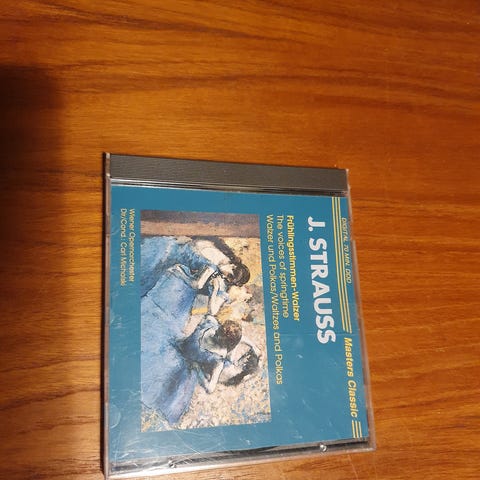 DIGITAL 70 MIN. DDD
Masters Classic
J. STRAUSS
Frühlingsstimmen-Walzer
The voices of springtime
Walzer und Polkas/Waltzes and Polkas
Wiener Opernorchester
Dir./Cond.: Carl Michalski